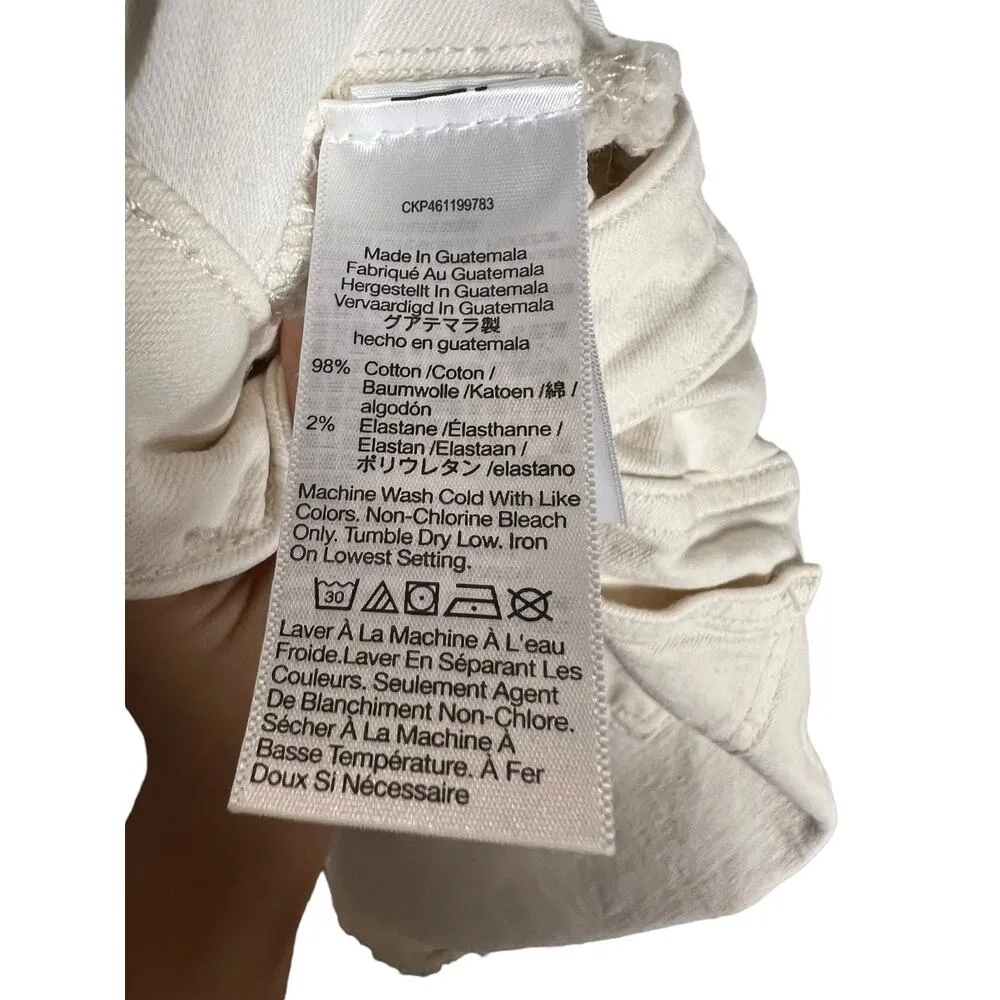 CKP461199783
Made In Guatemala
Fabriqué Au Guatemala
Hergestellt In Guatemala
Vervaardigd In Guatemala
グアテマラ製
hecho en guatemala
98% Cotton /Coton /
Baumwolle /Katoen /綿 /
algodón
2% Elastane /Élasthanne /
Elastan /Elastaan /
ポリウレタン /elastano
Machine Wash Cold With Like
Colors. Non-Chlorine Bleach
Only. Tumble Dry Low. Iron
On Lowest Setting.
30
Laver À La Machine À L'eau
Froide.Laver En Séparant Les
Couleurs. Seulement Agent
De Blanchiment Non-Chlore.
Sécher À La Machine À
Basse Température. À Fer
Doux Si Nécessaire